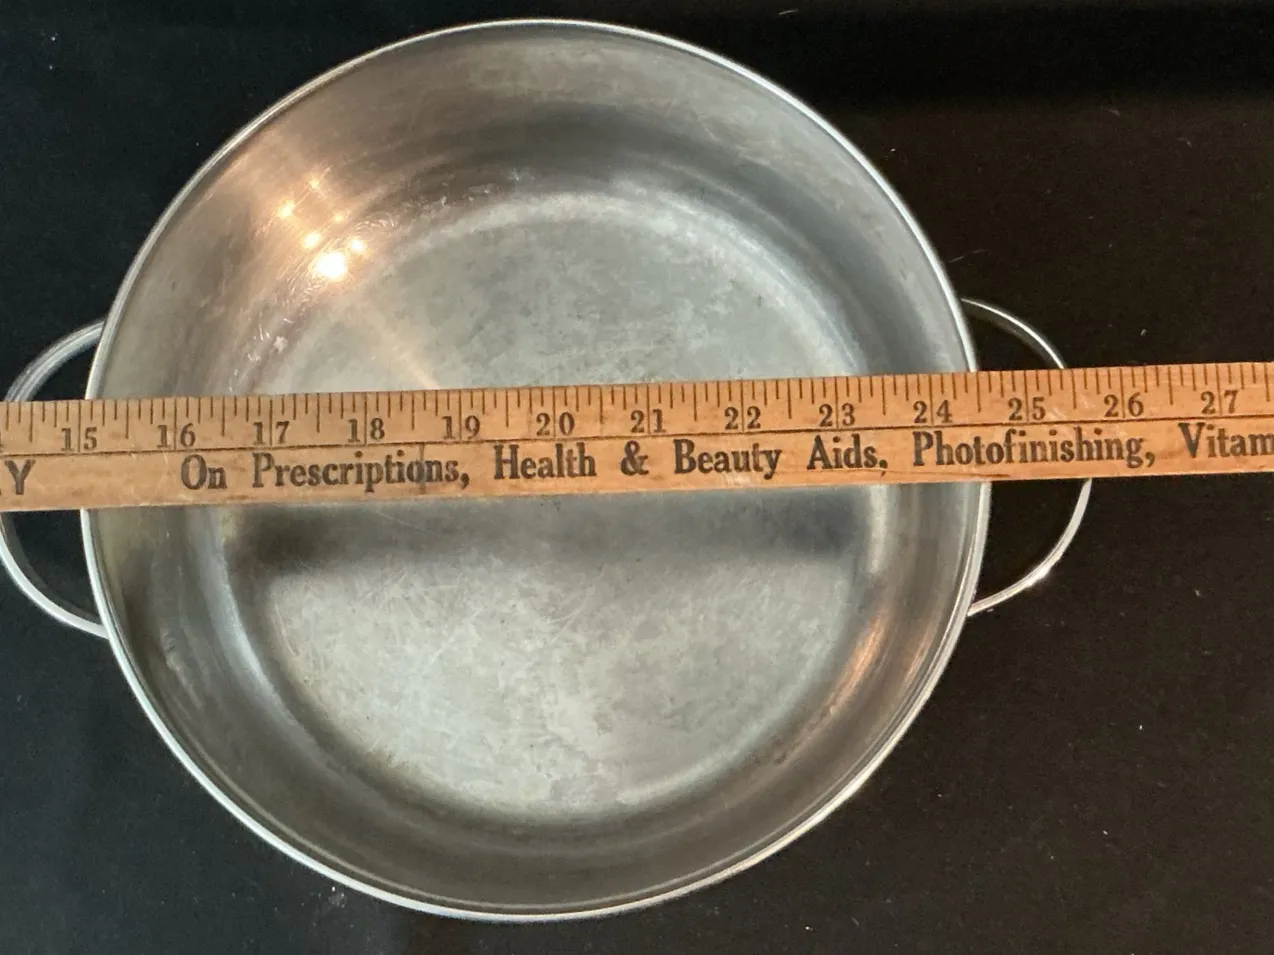 15 16 17 18 19 20 21 22 23 24 25 26 27
Y On Prescriptions, Health & Beauty Aids, Photofinishing, Vitam